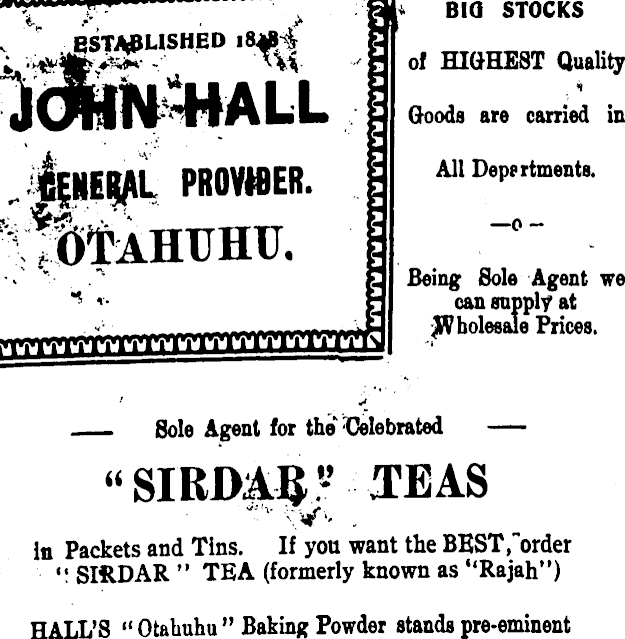 ESTABLISHED
JOHN HALL
GENERAL PROVIDER.
OTAHUHU.
BIG STOCKS
of HIGHEST Quality
Goods are carried in
All Departments.
—o—
Being Sole Agent we
can supply at
Wholesale Prices.
— Sole Agent for the Celebrated —
"SIRDAR" TEAS
in Packets and Tins. If you want the BEST, order
"SIRDAR" TEA (formerly known as "Rajah")
HALL'S "Otahuhu" Baking Powder stands pre-eminent